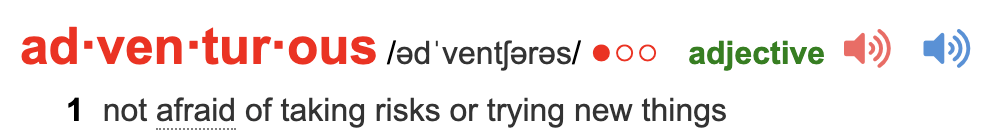 ad·ven·tur·ous /ədˈventʃərəs/ ●○○ adjective
1 not afraid of taking risks or trying new things